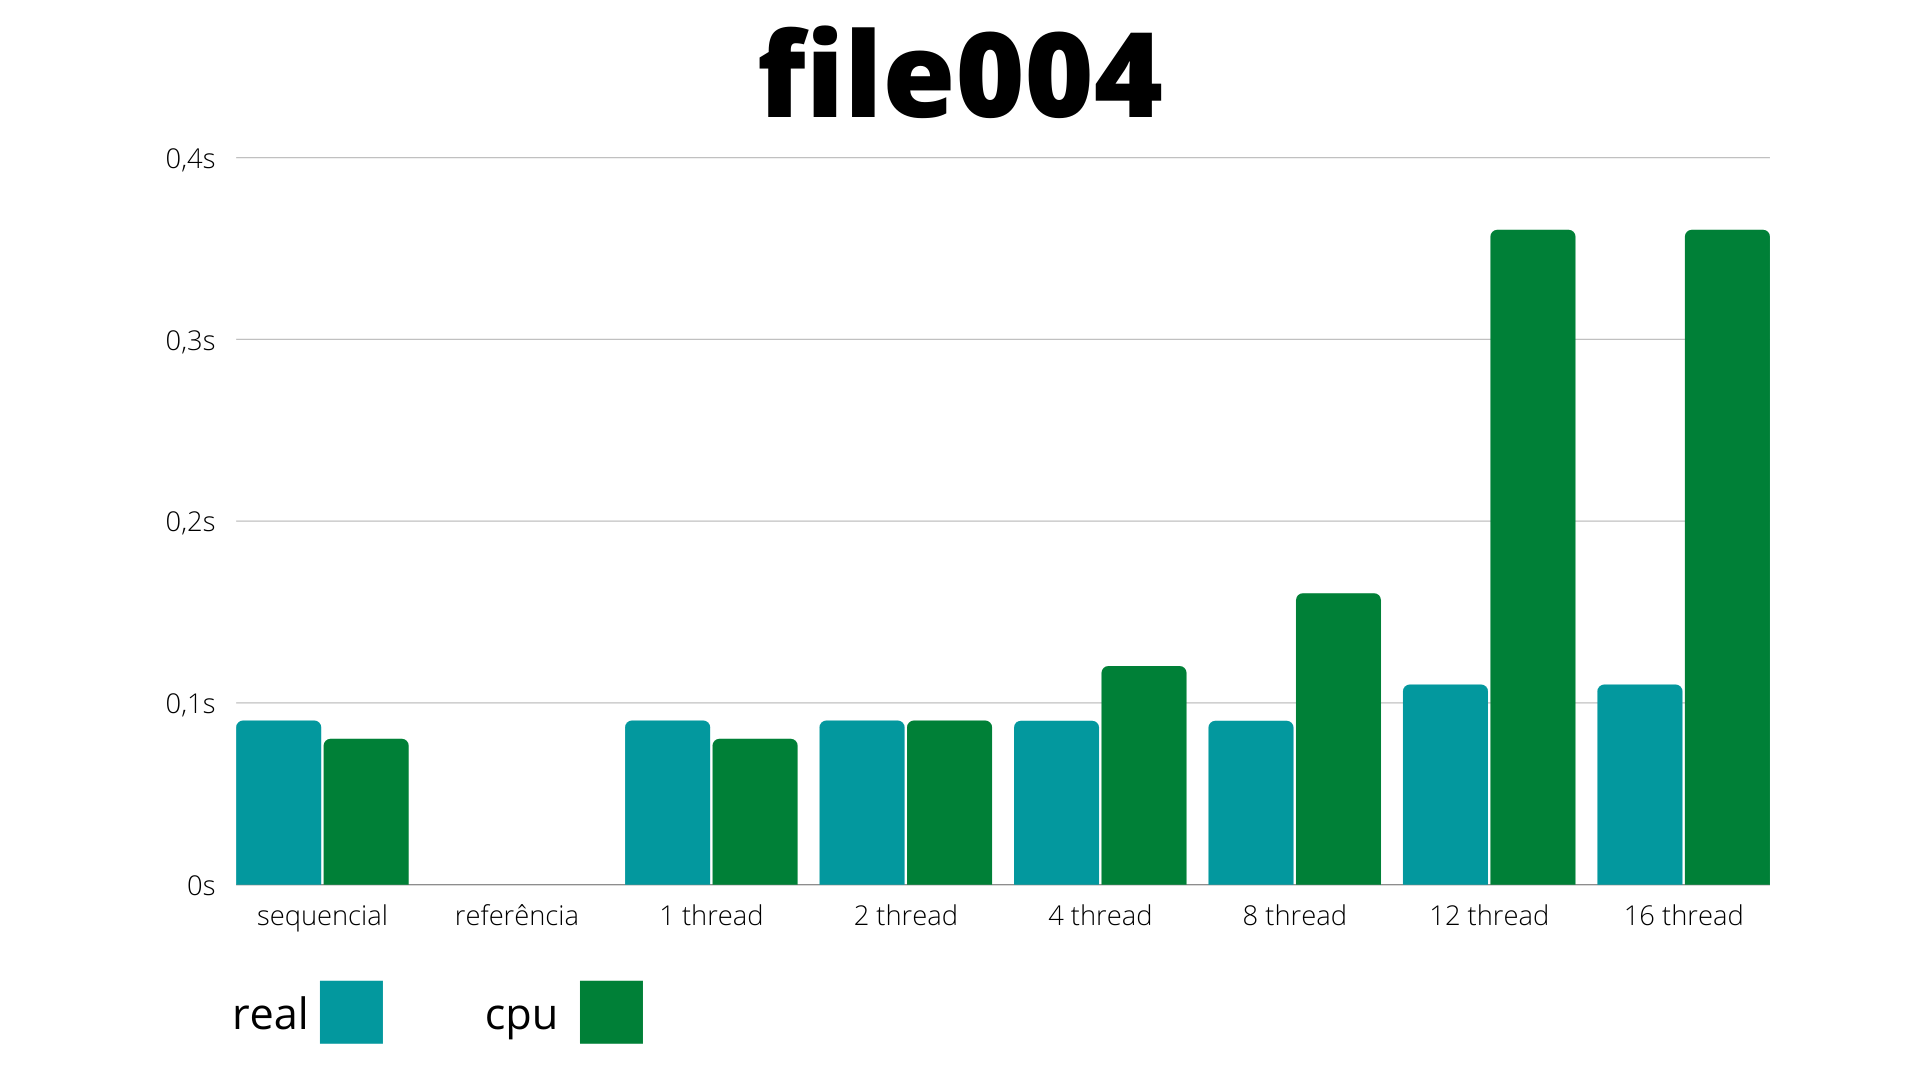 file004
0,4s
0,3s
0,2s
0,1s
0s
sequencial referência 1 thread 2 thread 4 thread 8 thread 12 thread 16 thread
real cpu